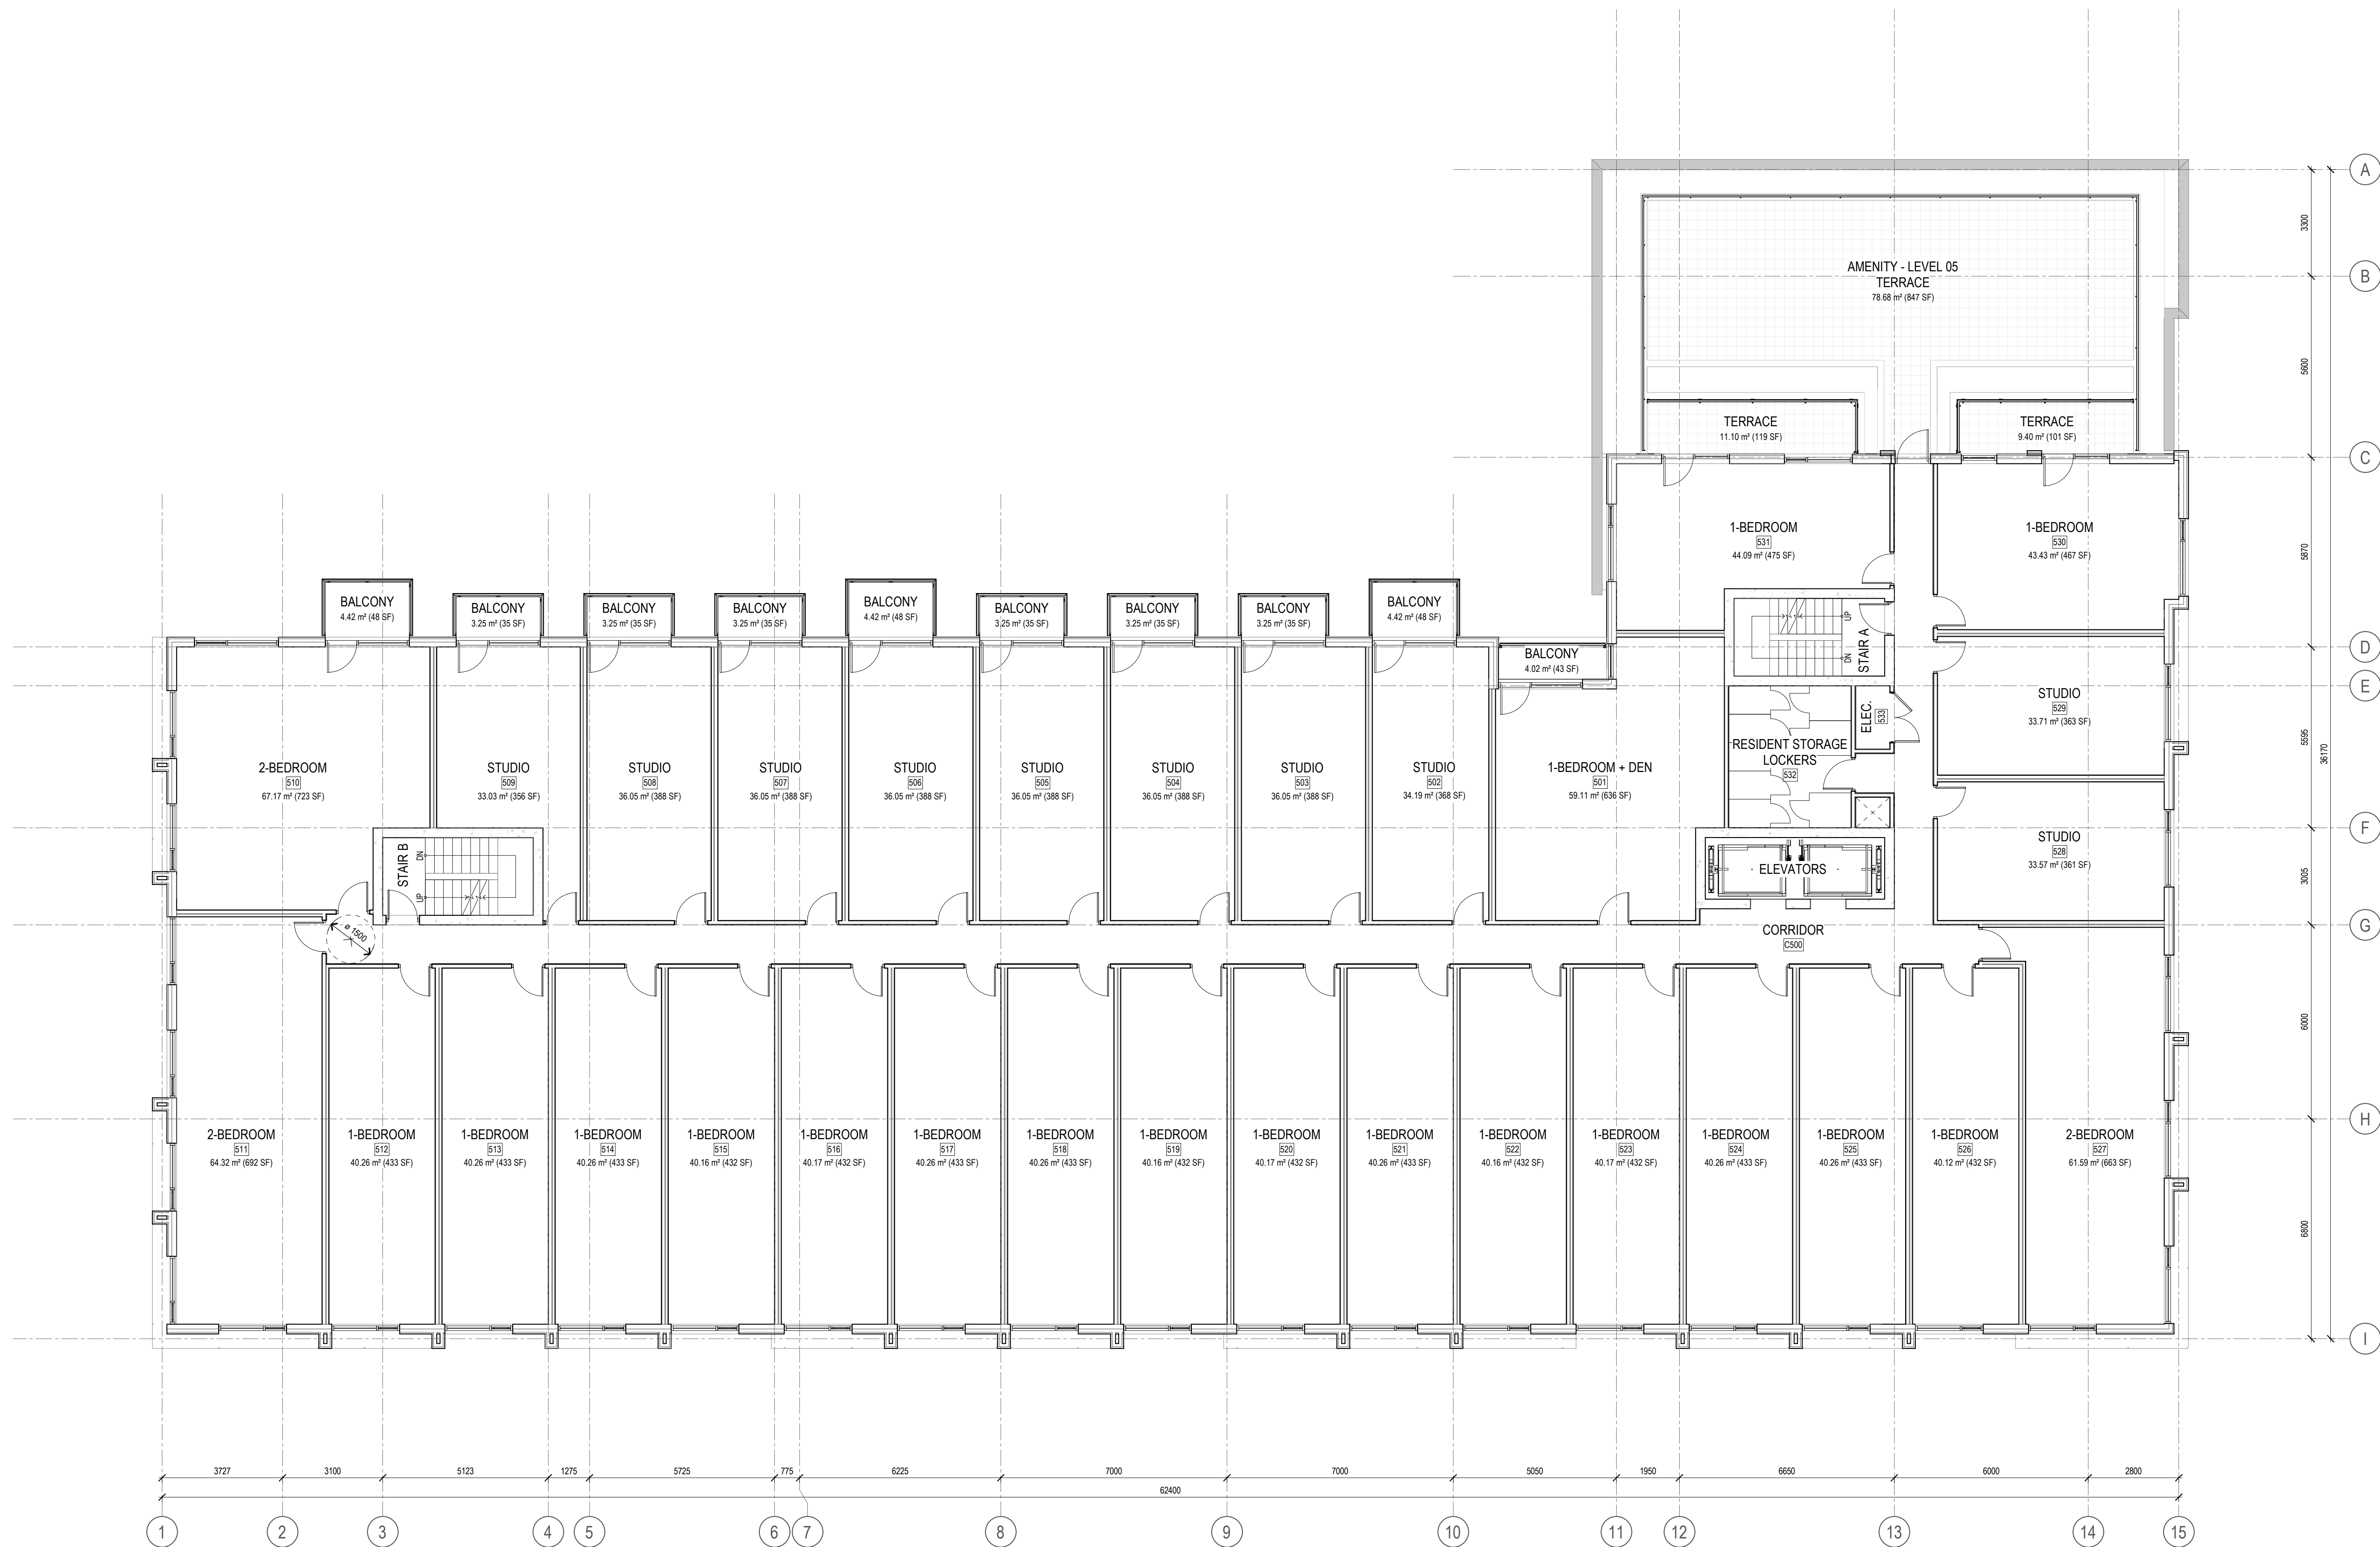 A
3300
AMENITY - LEVEL 05
TERRACE
78.68 m² (847 SF)
B
5600
TERRACE
11.10 m² (119 SF)
TERRACE
9.40 m² (101 SF)
C
1-BEDROOM
531
44.09 m² (475 SF)
1-BEDROOM
530
43.43 m² (467 SF)
5870
BALCONY
4.42 m² (48 SF)
BALCONY
3.25 m² (35 SF)
BALCONY
3.25 m² (35 SF)
BALCONY
3.25 m² (35 SF)
BALCONY
4.42 m² (48 SF)
BALCONY
3.25 m² (35 SF)
BALCONY
3.25 m² (35 SF)
BALCONY
3.25 m² (35 SF)
BALCONY
4.42 m² (48 SF)
BALCONY
4.02 m² (43 SF)
UP
DN
STAIR A
D
E
STUDIO
529
33.71 m² (363 SF)
ELEC.
533
RESIDENT STORAGE
LOCKERS
532
5595
36170
2-BEDROOM
510
67.17 m² (723 SF)
STUDIO
509
33.03 m² (356 SF)
STUDIO
508
36.05 m² (388 SF)
STUDIO
507
36.05 m² (388 SF)
STUDIO
506
36.05 m² (388 SF)
STUDIO
505
36.05 m² (388 SF)
STUDIO
504
36.05 m² (388 SF)
STUDIO
503
36.05 m² (388 SF)
STUDIO
502
34.19 m² (368 SF)
1-BEDROOM + DEN
501
59.11 m² (636 SF)
F
STUDIO
528
33.57 m² (361 SF)
STAIR B
DN
UP
ELEVATORS
3005
G
ø 1500
CORRIDOR
C500
6000
H
2-BEDROOM
511
64.32 m² (692 SF)
1-BEDROOM
512
40.26 m² (433 SF)
1-BEDROOM
513
40.26 m² (433 SF)
1-BEDROOM
514
40.26 m² (433 SF)
1-BEDROOM
515
40.16 m² (432 SF)
1-BEDROOM
516
40.17 m² (432 SF)
1-BEDROOM
517
40.26 m² (433 SF)
1-BEDROOM
518
40.26 m² (433 SF)
1-BEDROOM
519
40.16 m² (432 SF)
1-BEDROOM
520
40.17 m² (432 SF)
1-BEDROOM
521
40.26 m² (433 SF)
1-BEDROOM
522
40.16 m² (432 SF)
1-BEDROOM
523
40.17 m² (432 SF)
1-BEDROOM
524
40.26 m² (433 SF)
1-BEDROOM
525
40.26 m² (433 SF)
1-BEDROOM
526
40.12 m² (432 SF)
2-BEDROOM
527
61.59 m² (663 SF)
6800
I
3727 3100 5123 1275 5725 775 6225 7000 7000 5050 1950 6650 6000 2800
62400
1 2 3 4 5 6 7 8 9 10 11 12 13 14 15